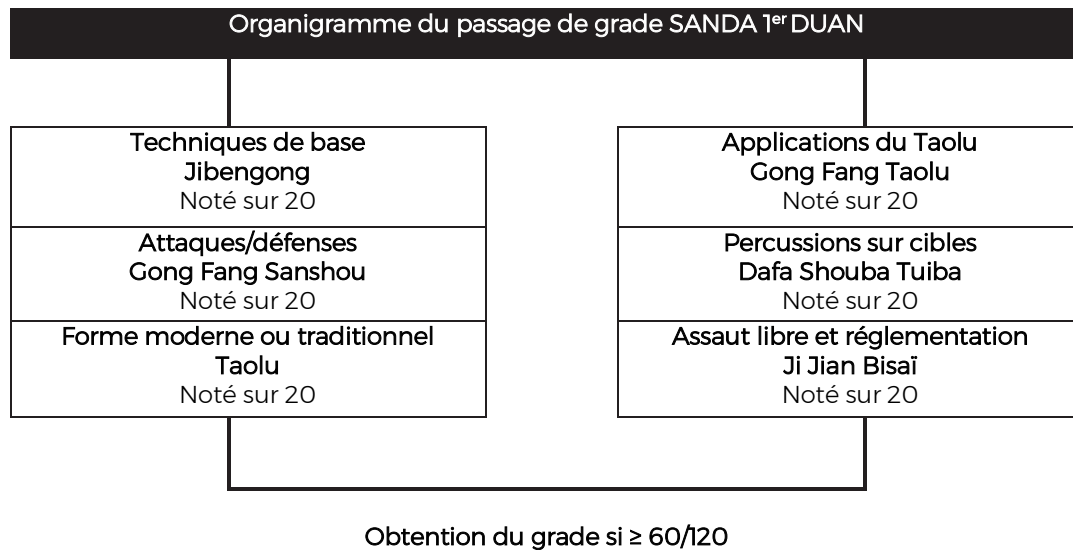 Organigramme du passage de grade SANDA 1er DUAN
Techniques de base
Jibengong
Noté sur 20
Attaques/défenses
Gong Fang Sanshou
Noté sur 20
Forme moderne ou traditionnel
Taolu
Noté sur 20
Applications du Taolu
Gong Fang Taolu
Noté sur 20
Percussions sur cibles
Dafa Shouba Tuiba
Noté sur 20
Assaut libre et réglementation
Ji Jian Bisaï
Noté sur 20
Obtention du grade si ≥ 60/120